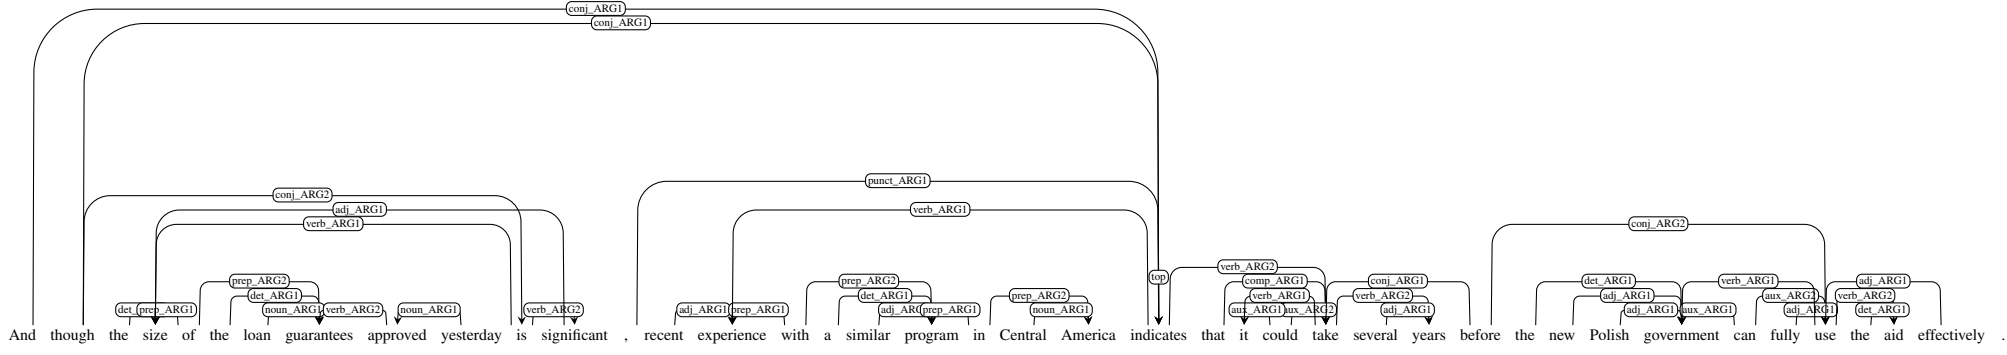 conj_ARG1
conj_ARG1
punct_ARG1
conj_ARG2
adj_ARG1 verb_ARG1
verb_ARG1 conj_ARG2
verb_ARG2
top
prep_ARG2 prep_ARG2 comp_ARG1 conj_ARG1 det_ARG1 verb_ARG1 adj_ARG1
det_ARG1 det_ARG1 prep_ARG2 verb_ARG1 verb_ARG2 adj_ARG1 aux_ARG2 verb_ARG2
prep_ARG1 noun_ARG1 verb_ARG2 noun_ARG1 verb_ARG2 adj_ARG1 prep_ARG1 prep_ARG1 noun_ARG1 aux_ARG1 aux_ARG2 adj_ARG1 adj_ARG1 aux_ARG1 adj_ARG1 det_ARG1
And though the size of the loan guarantees approved yesterday is significant , recent experience with a similar program in Central America indicates that it could take several years before the new Polish government can fully use the aid effectively .